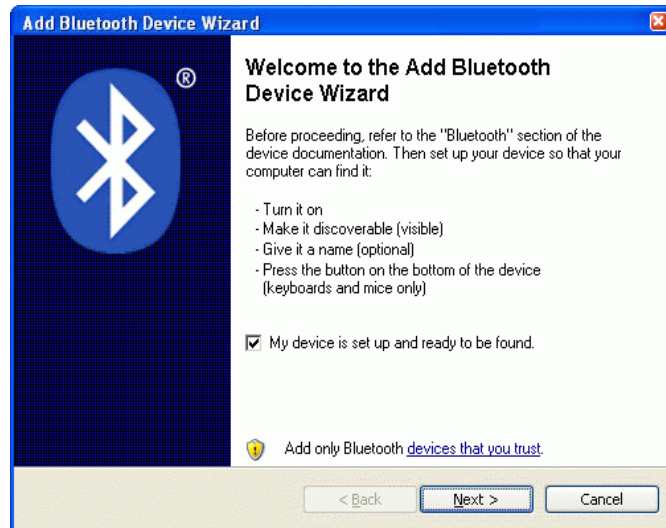 Add Bluetooth Device Wizard
®
Welcome to the Add Bluetooth
Device Wizard
Before proceeding, refer to the "Bluetooth" section of the
device documentation. Then set up your device so that your
computer can find it:
- Turn it on
- Make it discoverable (visible)
- Give it a name (optional)
- Press the button on the bottom of the device
(keyboards and mice only)
My device is set up and ready to be found.
Add only Bluetooth devices that you trust.
< Back Next > Cancel